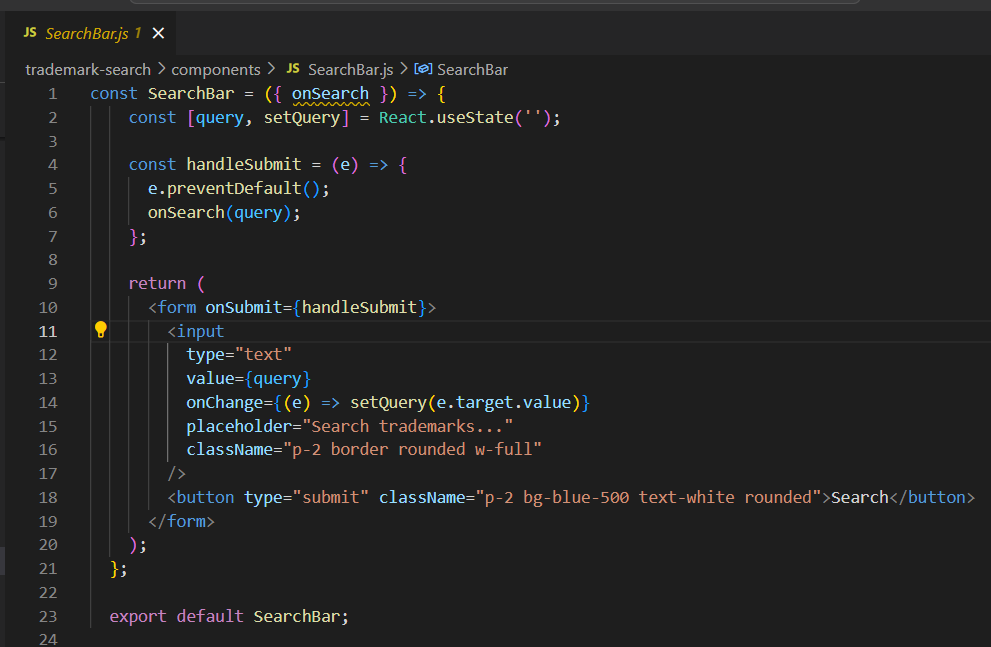 JS SearchBar.js 1 ×
trademark-search > components > JS SearchBar.js > SearchBar
1 const SearchBar = ({ onSearch }) => {
2     const [query, setQuery] = React.useState('');
3
4     const handleSubmit = (e) => {
5       e.preventDefault();
6       onSearch(query);
7     };
8
9     return (
10       <form onSubmit={handleSubmit}>
11         <input
12           type="text"
13           value={query}
14           onChange={(e) => setQuery(e.target.value)}
15           placeholder="Search trademarks..."
16           className="p-2 border rounded w-full"
17         />
18         <button type="submit" className="p-2 bg-blue-500 text-white rounded">Search</button>
19       </form>
20     );
21   };
22
23   export default SearchBar;
24